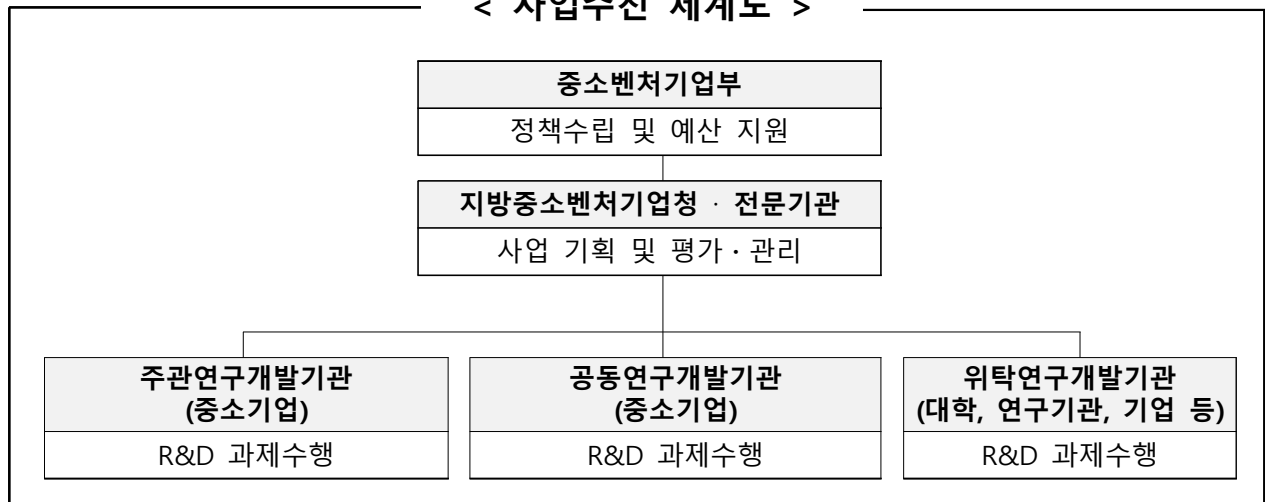 < 사업추진 체계도 >
중소벤처기업부
정책수립 및 예산 지원
지방중소벤처기업청 · 전문기관
사업 기획 및 평가·관리
주관연구개발기관
(중소기업)
R&D 과제수행
공동연구개발기관
(중소기업)
R&D 과제수행
위탁연구개발기관
(대학, 연구기관, 기업 등)
R&D 과제수행